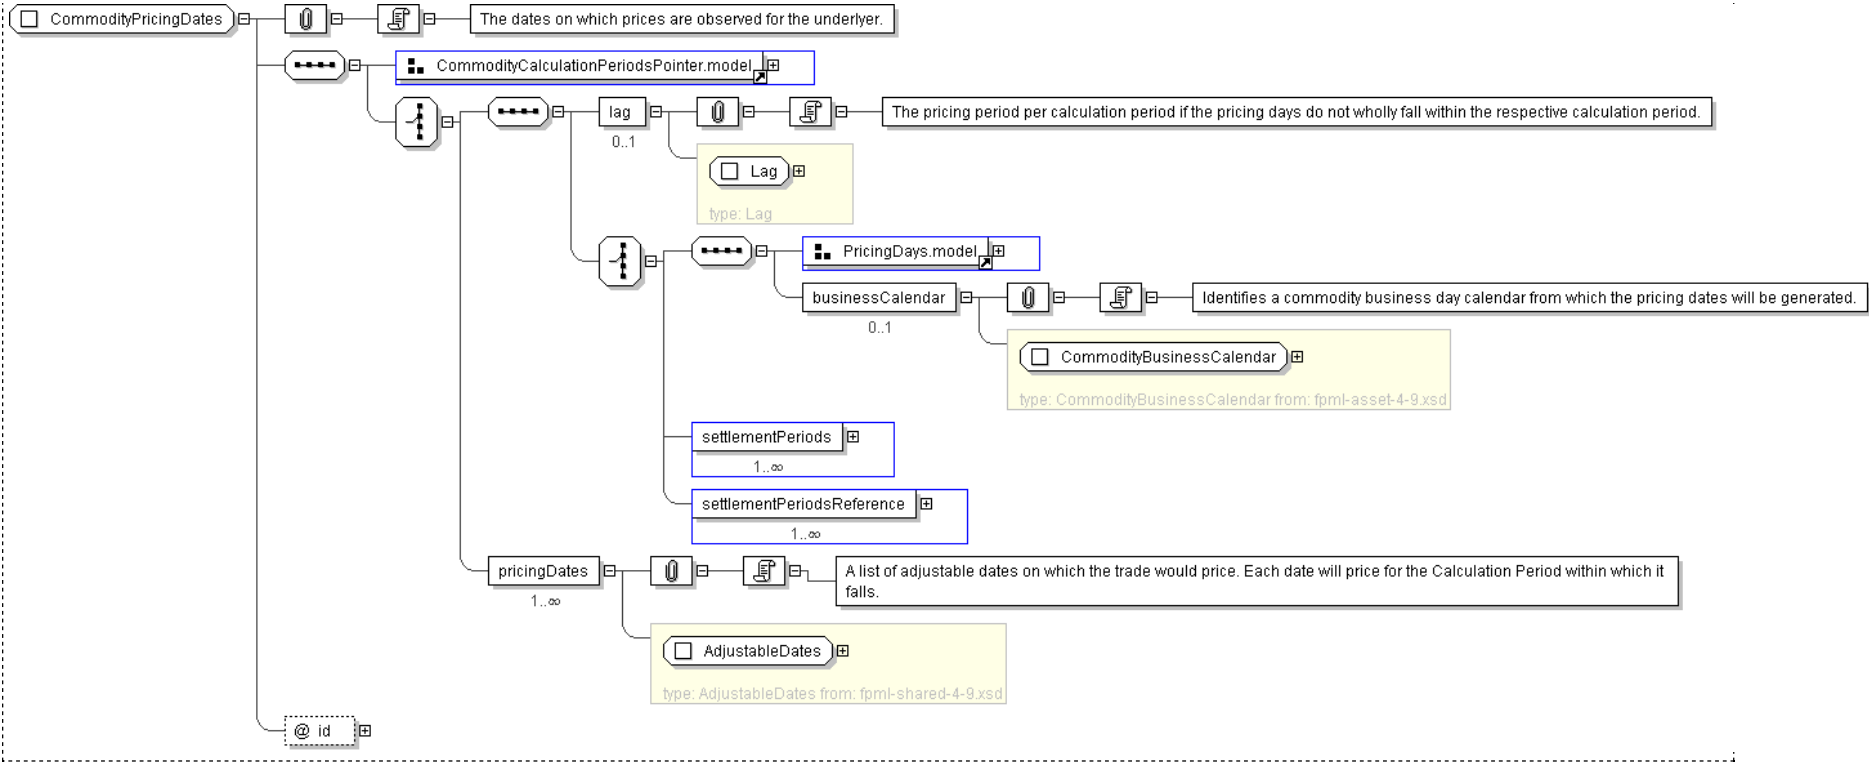 CommodityPricingDates
The dates on which prices are observed for the underlyer.
CommodityCalculationPeriodsPointer.model
lag
The pricing period per calculation period if the pricing days do not wholly fall within the respective calculation period.
0..1
Lag
type: Lag
PricingDays.model
businessCalendar
Identifies a commodity business day calendar from which the pricing dates will be generated.
0..1
CommodityBusinessCalendar
type: CommodityBusinessCalendar from: fpml-asset-4-9.xsd
settlementPeriods
1..∞
settlementPeriodsReference
1..∞
pricingDates
A list of adjustable dates on which the trade would price. Each date will price for the Calculation Period within which it
falls.
1..∞
AdjustableDates
type: AdjustableDates from: fpml-shared-4-9.xsd
@ id